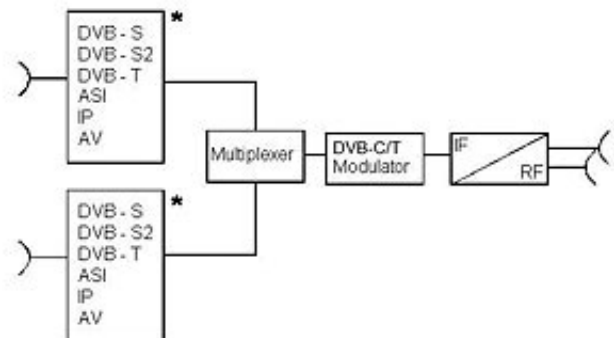 *
DVB - S
DVB - S2
DVB - T
ASI
IP
AV
Multiplexer
DVB-C/T
Modulator
IF
RF
*
DVB - S
DVB - S2
DVB - T
ASI
IP
AV